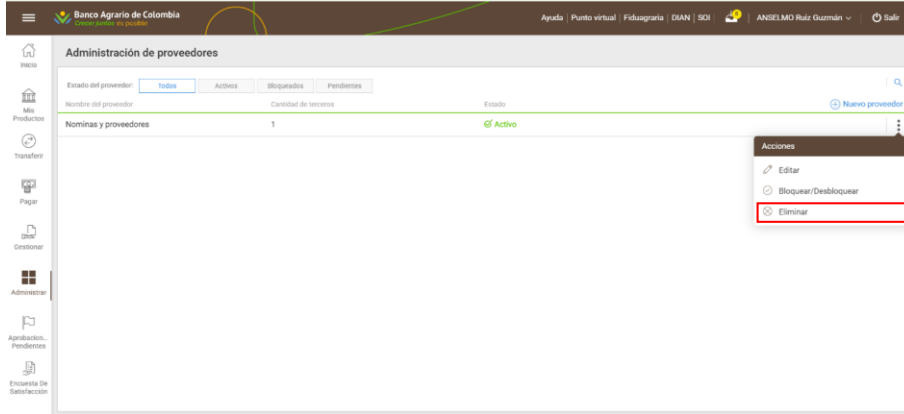 Banco Agrario de Colombia
Crecer juntos es posible
Ayuda | Punto virtual | Fiduagraria | DIAN | SOI
ANSELMO Ruiz Guzmán
Salir
Inicio
Mis
Productos
Transferir
Pagar
Gestionar
Administrar
Aprobacion...
Pendientes
Encuesta De
Satisfacción
Administración de proveedores
Estado del proveedor: Todos Activos Bloqueados Pendientes
Nombre del proveedor Cantidad de terceros Estado Nuevo proveedor
Nominas y proveedores 1 Activo
Acciones
Editar
Bloquear/Desbloquear
Eliminar